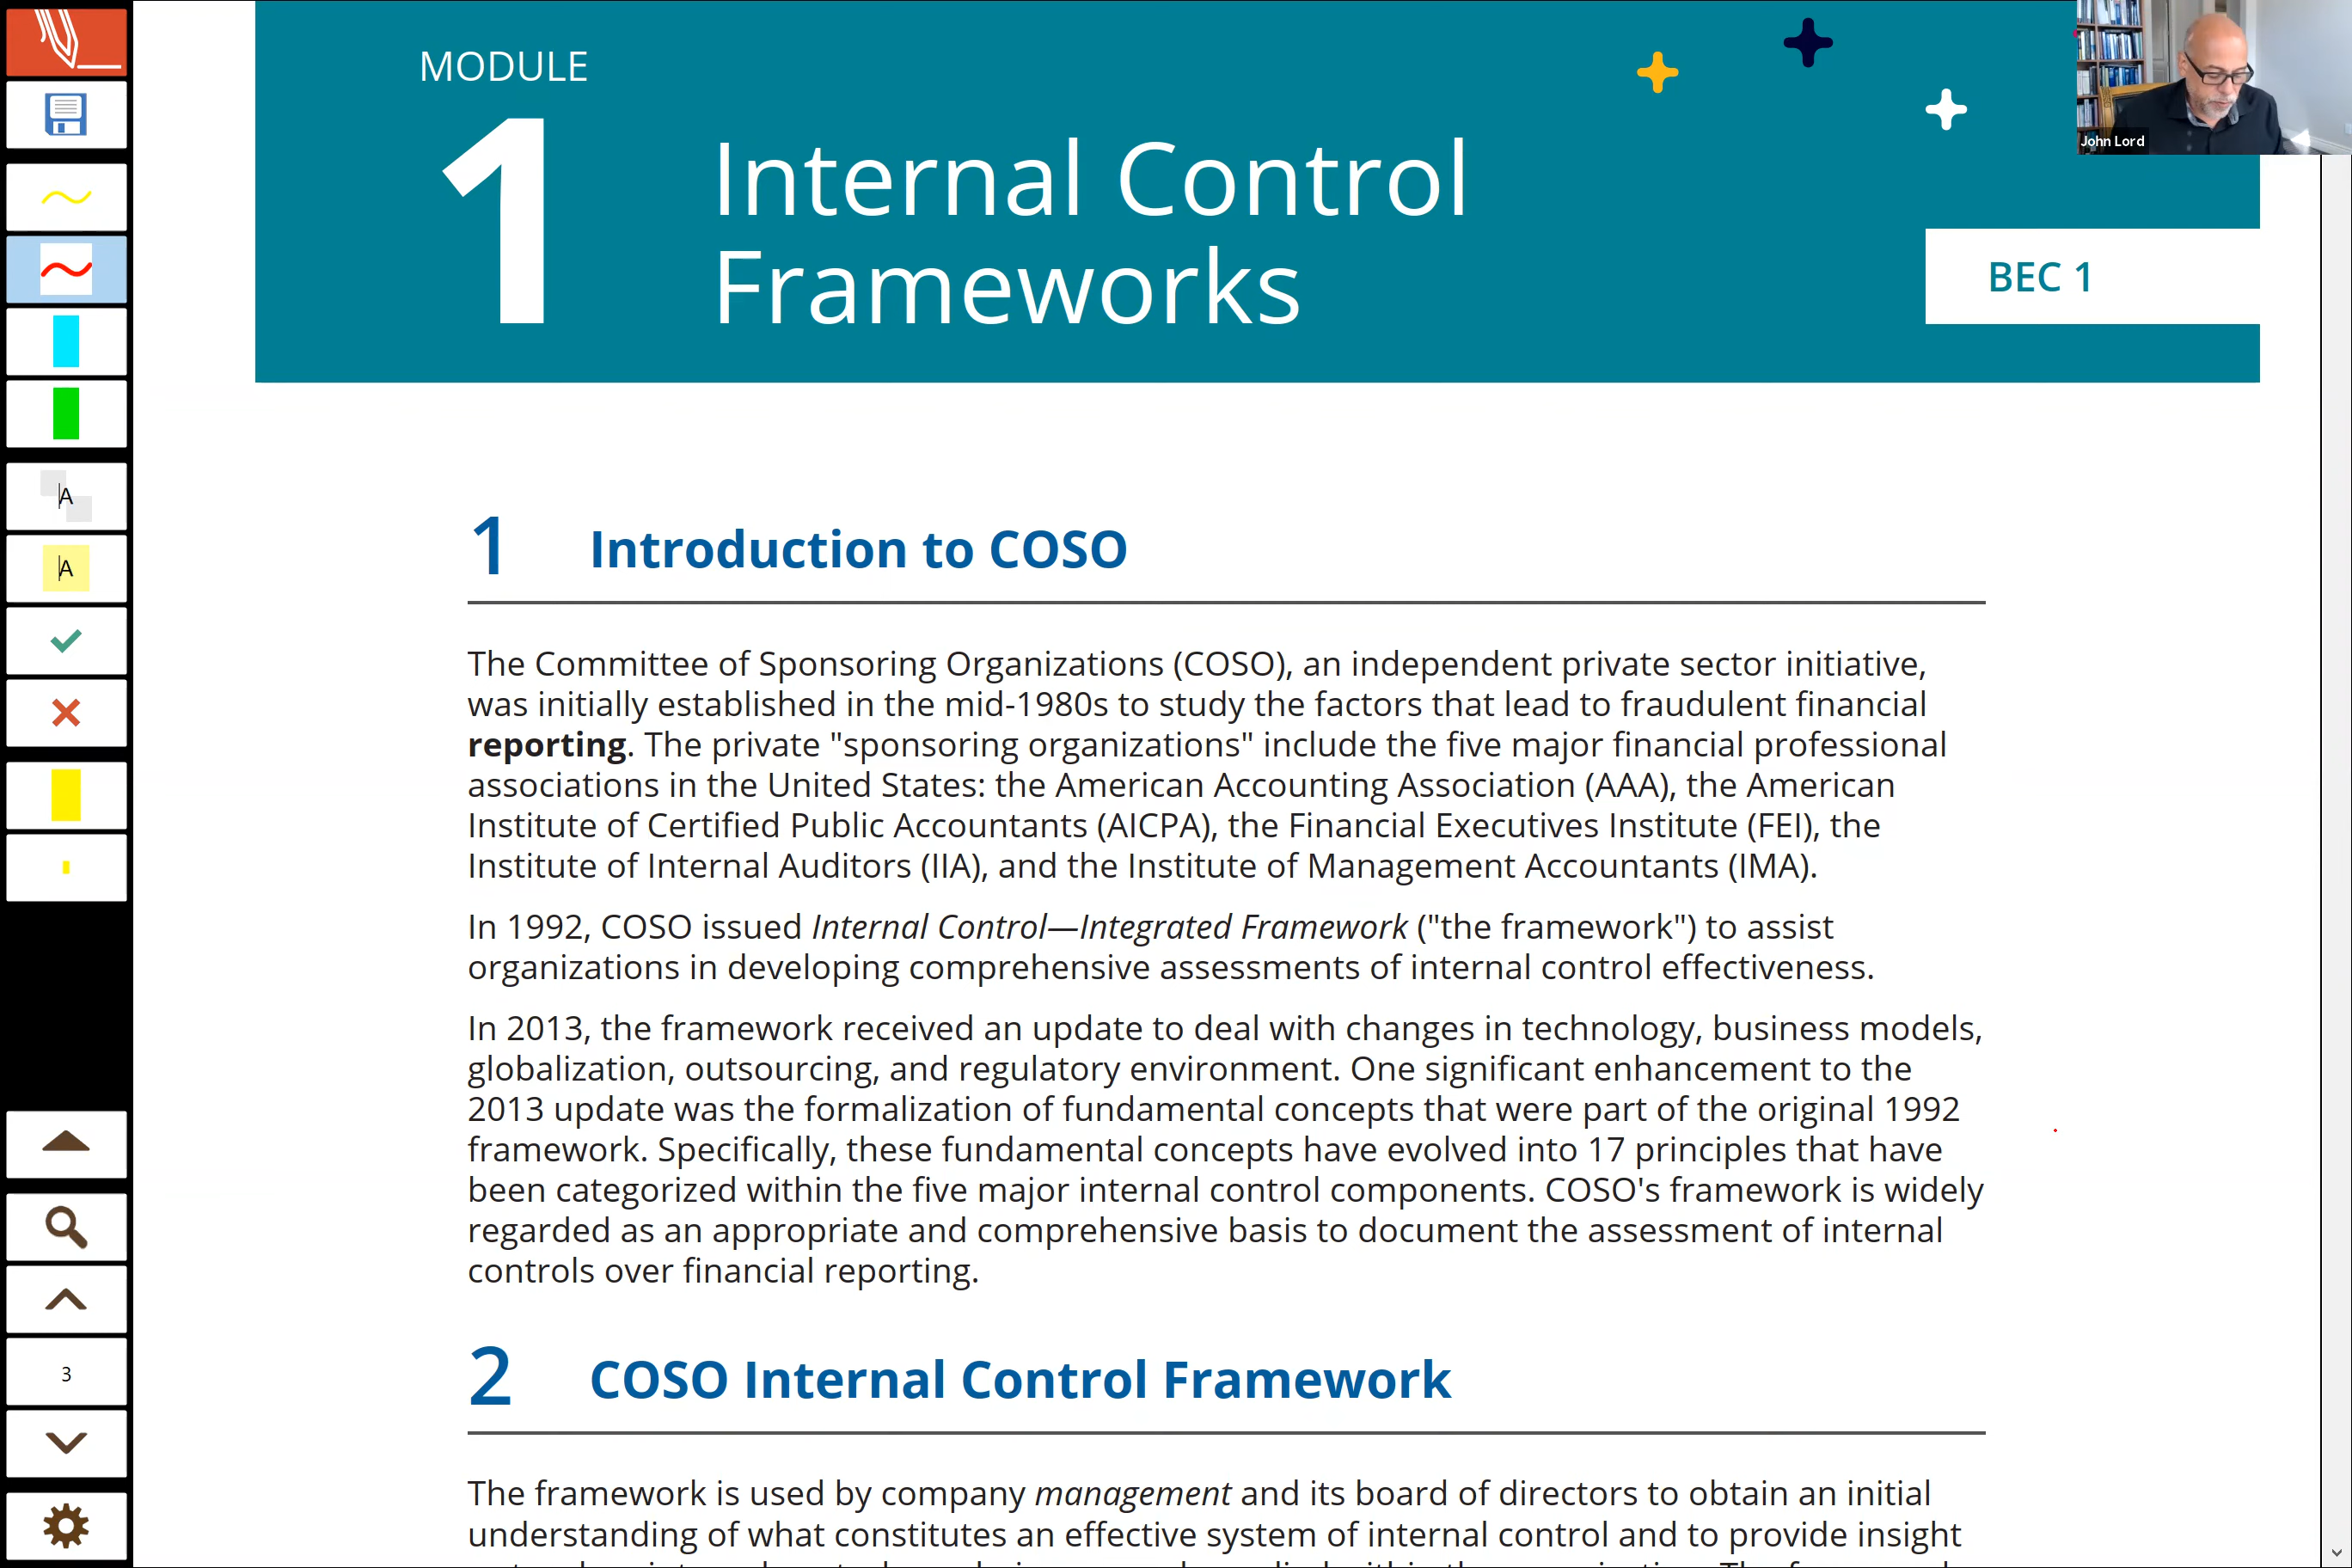 MODULE
1
Internal Control
Frameworks
BEC 1
John Lord
1 Introduction to COSO
The Committee of Sponsoring Organizations (COSO), an independent private sector initiative,
was initially established in the mid-1980s to study the factors that lead to fraudulent financial
reporting. The private "sponsoring organizations" include the five major financial professional
associations in the United States: the American Accounting Association (AAA), the American
Institute of Certified Public Accountants (AICPA), the Financial Executives Institute (FEI), the
Institute of Internal Auditors (IIA), and the Institute of Management Accountants (IMA).
In 1992, COSO issued Internal Control—Integrated Framework ("the framework") to assist
organizations in developing comprehensive assessments of internal control effectiveness.
In 2013, the framework received an update to deal with changes in technology, business models,
globalization, outsourcing, and regulatory environment. One significant enhancement to the
2013 update was the formalization of fundamental concepts that were part of the original 1992
framework. Specifically, these fundamental concepts have evolved into 17 principles that have
been categorized within the five major internal control components. COSO's framework is widely
regarded as an appropriate and comprehensive basis to document the assessment of internal
controls over financial reporting.
2 COSO Internal Control Framework
The framework is used by company management and its board of directors to obtain an initial
understanding of what constitutes an effective system of internal control and to provide insight
A
A
3